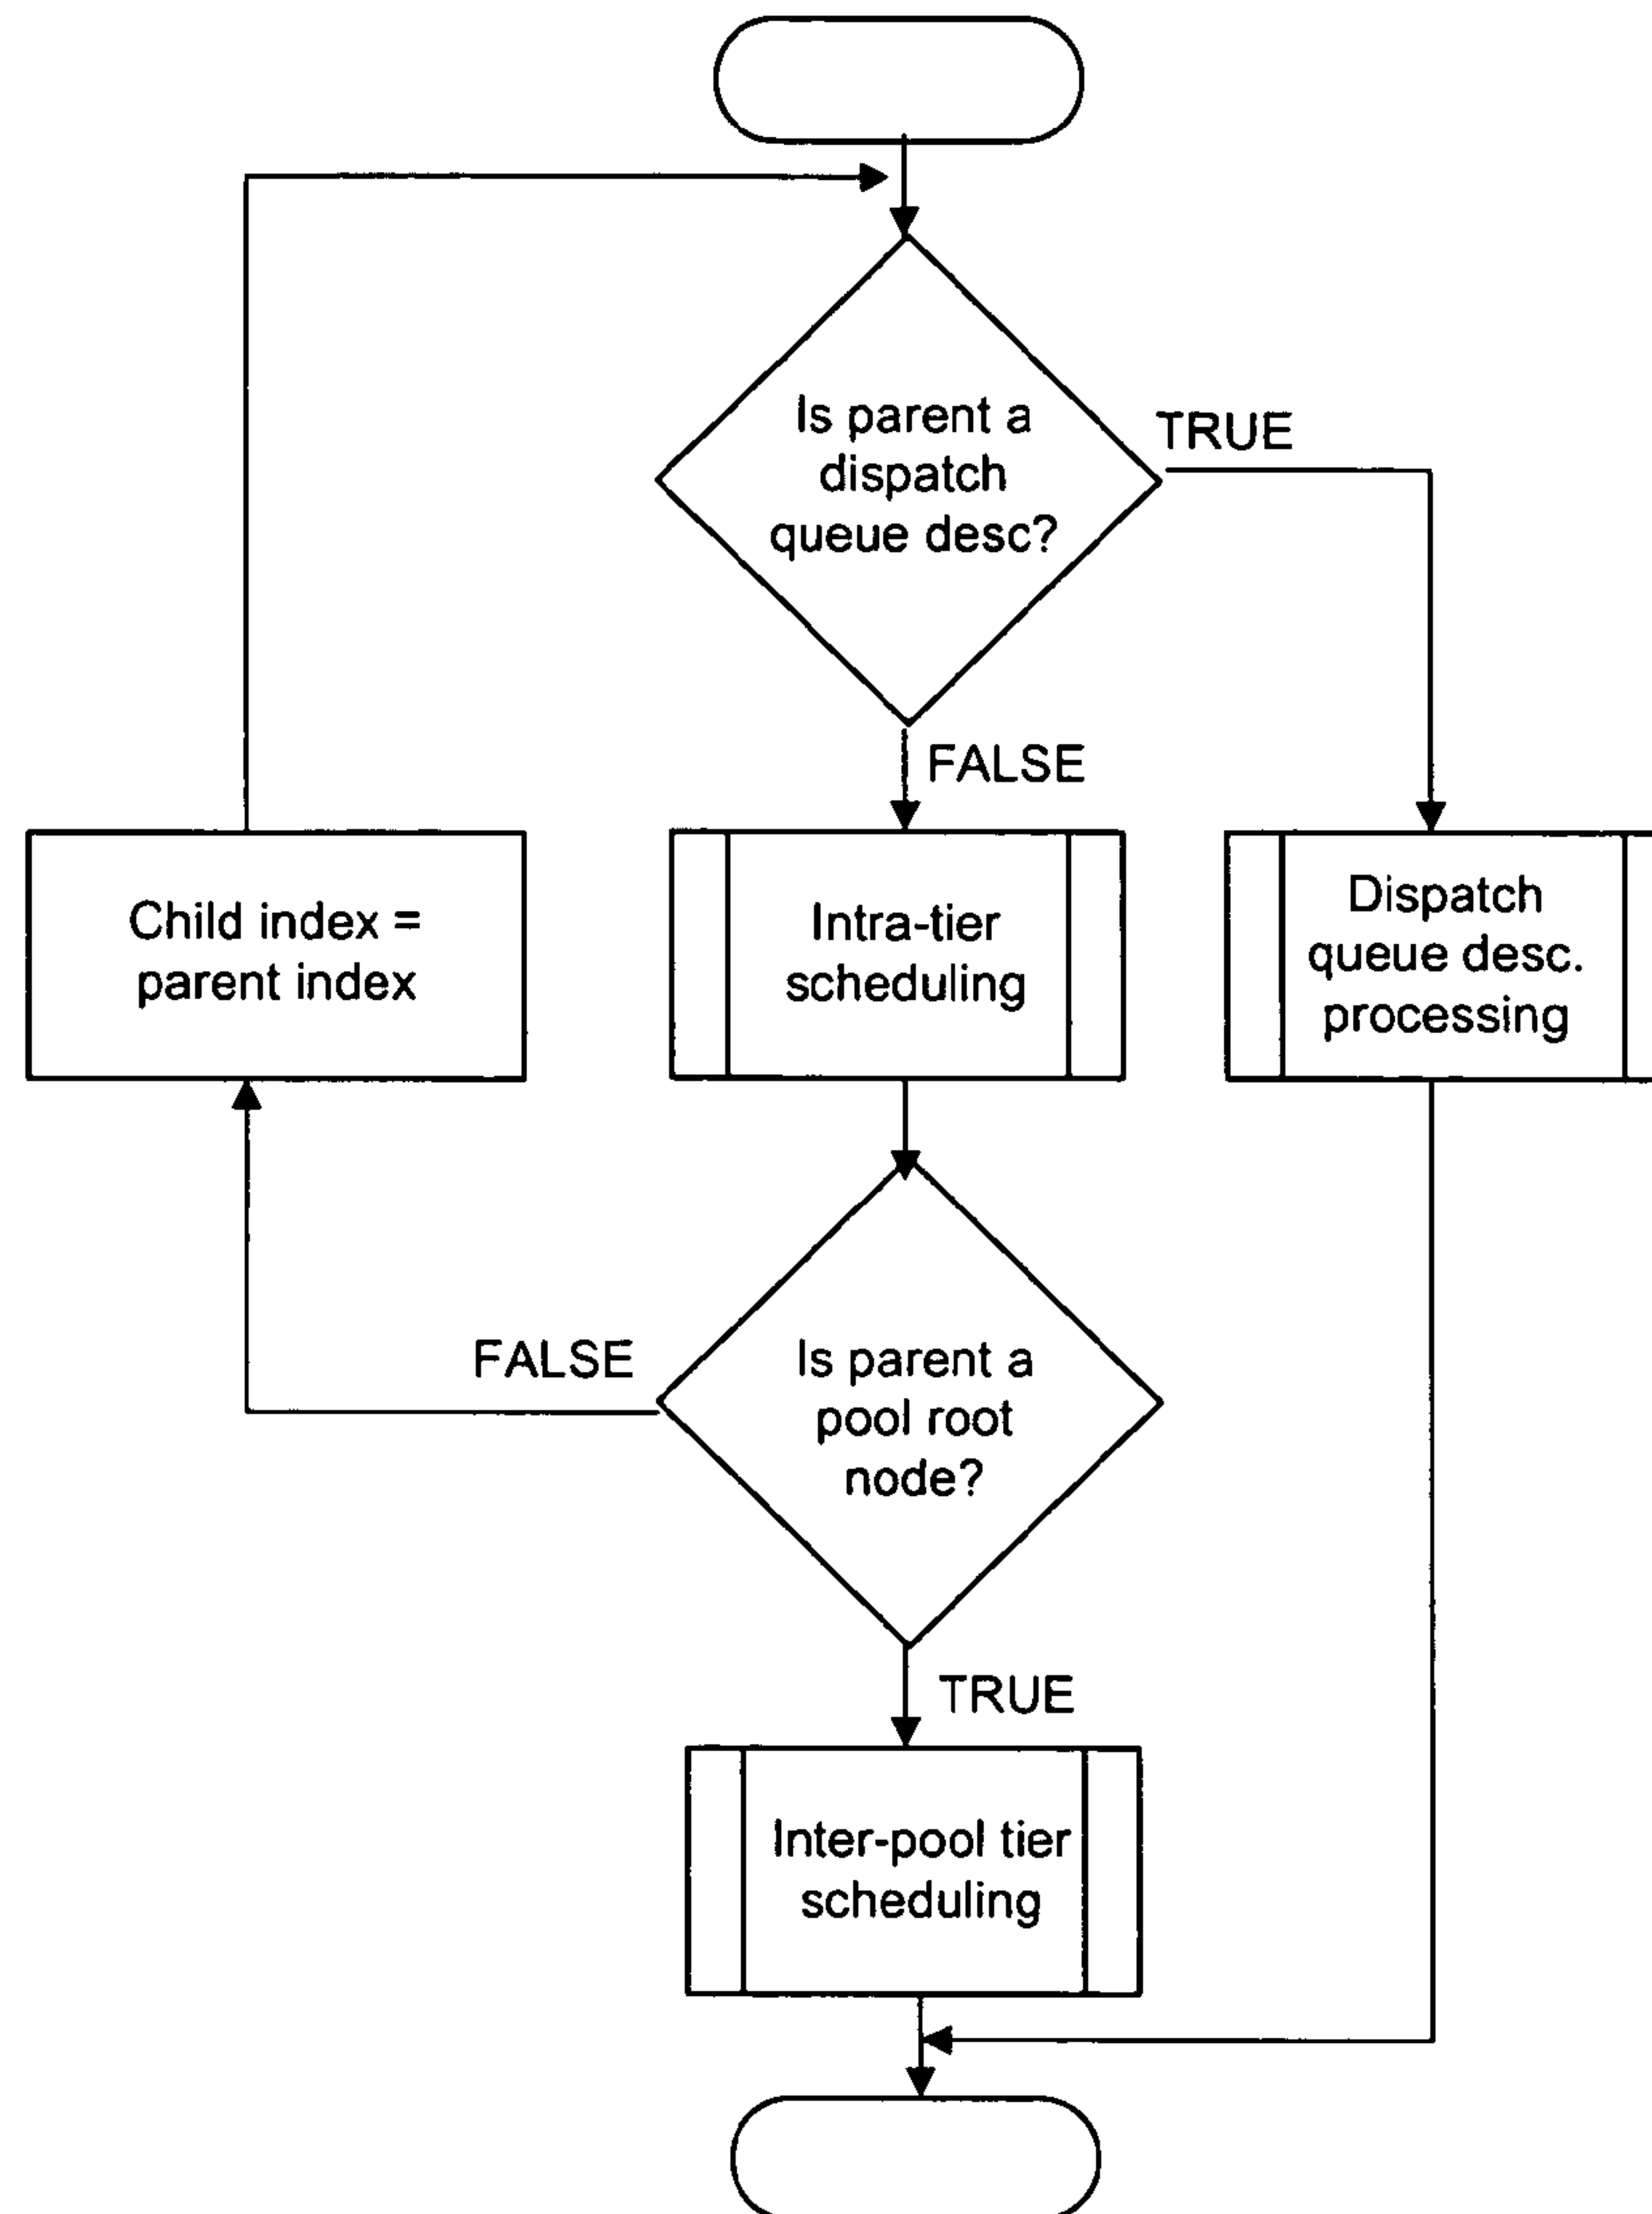 Is parent a
dispatch
queue desc?
TRUE
FALSE
Child index =
parent index
Intra-tier
scheduling
Dispatch
queue desc.
processing
FALSE
Is parent a
pool root
node?
TRUE
Inter-pool tier
scheduling